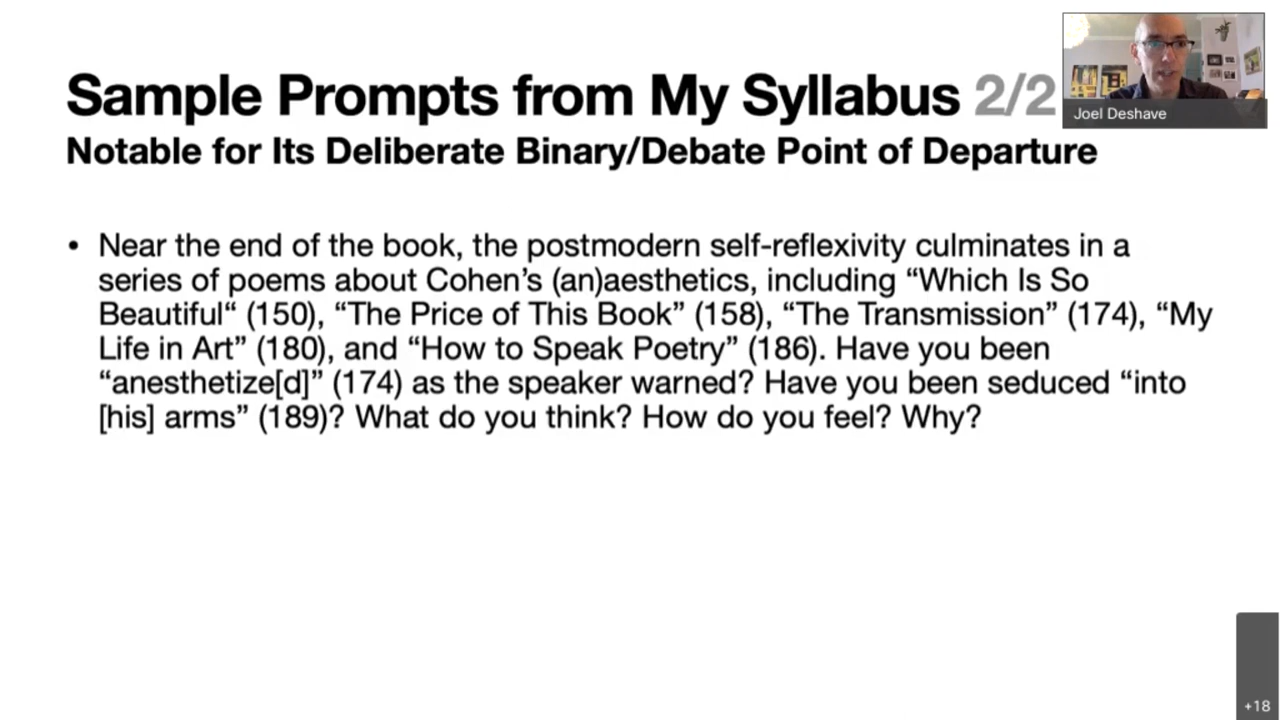 Sample Prompts from My Syllabus 2/2
Joel Deshave
Notable for Its Deliberate Binary/Debate Point of Departure
• Near the end of the book, the postmodern self-reflexivity culminates in a
series of poems about Cohen’s (an)aesthetics, including “Which Is So
Beautiful“ (150), “The Price of This Book” (158), “The Transmission” (174), “My
Life in Art” (180), and “How to Speak Poetry” (186). Have you been
“anesthetize[d]” (174) as the speaker warned? Have you been seduced “into
[his] arms” (189)? What do you think? How do you feel? Why?
+18